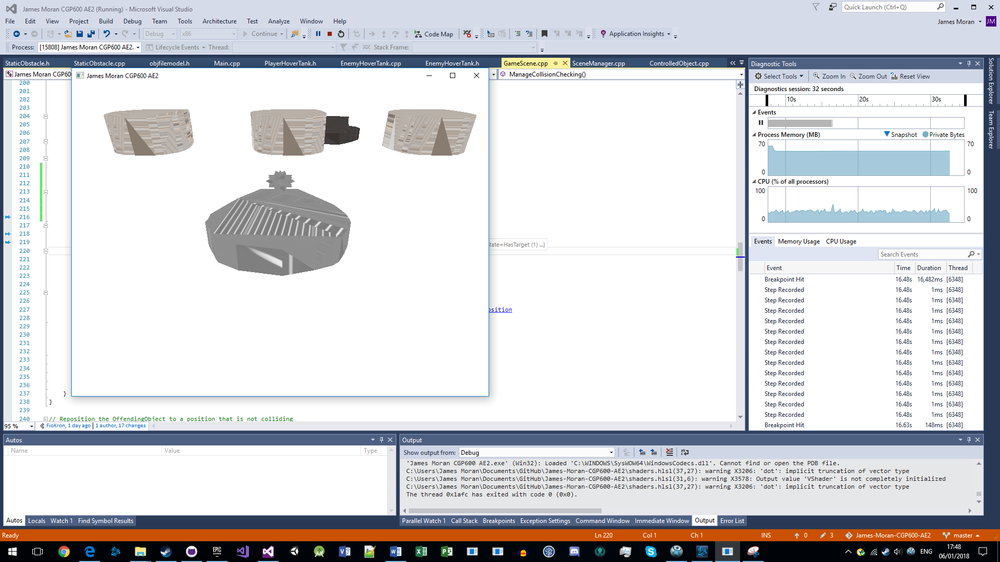 James Moran CGP600 AE2 (Running) - Microsoft Visual Studio
Quick Launch (Ctrl+Q)
File Edit View Project Build Debug Team Tools Architecture Test Analyze Window Help
James Moran JM
Debug x86 Continue Code Map Application Insights
Process: [15808] James Moran CGP600 AE2. Lifecycle Events Thread: Stack Frame:
StaticObstacle.h StaticObstacle.cpp objfilemodel.h Main.cpp PlayerHoverTank.h EnemyHoverTank.cpp EnemyHoverTank.h GameScene.cpp SceneManager.cpp ControlledObject.cpp
James Moran CGP60
ManageCollisionChecking()
James Moran CGP600 AE2
200
201
202
203
204
205
206
207
208
209
210
211
212
213
214
215
216
217
218
219
tate=HasTarget (1) ...}
220
221
222
223
224
225
226
227
osition
228
229
230
231
232
233
234
235
236
237 }
238 }
239
240 // Reposition the OffendingObject to a position that is not colliding
95 % FioKron, 1 day ago | 1 author, 17 changes
Diagnostic Tools
Select Tools Zoom In Zoom Out Reset View
Diagnostics session: 32 seconds
10s 20s 30s
Events
Process Memory (MB) Snapshot Private Bytes
70 70
0 0
CPU (% of all processors)
100 100
0 0
Events Memory Usage CPU Usage
Search Events
Event Time Duration Thread
Breakpoint Hit 16.48s 16,482ms [6348]
Step Recorded 16.48s 1ms [6348]
Step Recorded 16.48s 1ms [6348]
Step Recorded 16.48s 1ms [6348]
Step Recorded 16.48s 1ms [6348]
Step Recorded 16.48s 1ms [6348]
Step Recorded 16.48s 1ms [6348]
Step Recorded 16.48s 1ms [6348]
Step Recorded 16.48s 1ms [6348]
Step Recorded 16.48s 1ms [6348]
Step Recorded 16.48s 1ms [6348]
Step Recorded 16.48s 1ms [6348]
Step Recorded 16.48s 1ms [6348]
Step Recorded 16.48s 1ms [6348]
Breakpoint Hit 16.63s 148ms [6348]
Solution Explorer
Team Explorer
Autos
Name Value Type
Autos Locals Watch 1 Find Symbol Results
Output
Show output from: Debug
'James Moran CGP600 AE2.exe' (Win32): Loaded 'C:\WINDOWS\SysWOW64\WindowsCodecs.dll'. Cannot find or open the PDB file.
C:\Users\James Moran\Documents\GitHub\James-Moran-CGP600-AE2\shaders.hlsl(37,27): warning X3206: 'dot': implicit truncation of vector type
C:\Users\James Moran\Documents\GitHub\James-Moran-CGP600-AE2\shaders.hlsl(31,6): warning X3578: Output value 'VShader' is not completely initialized
C:\Users\James Moran\Documents\GitHub\James-Moran-CGP600-AE2\shaders.hlsl(37,27): warning X3206: 'dot': implicit truncation of vector type
The thread 0x1afc has exited with code 0 (0x0).
Parallel Watch 1 Call Stack Breakpoints Exception Settings Command Window Immediate Window Output Error List
Ready Ln 220 Col 1 Ch 1 INS 0 3 James-Moran-CGP600-AE2 master
EPIC GAMES
ENG
17:48
06/01/2018